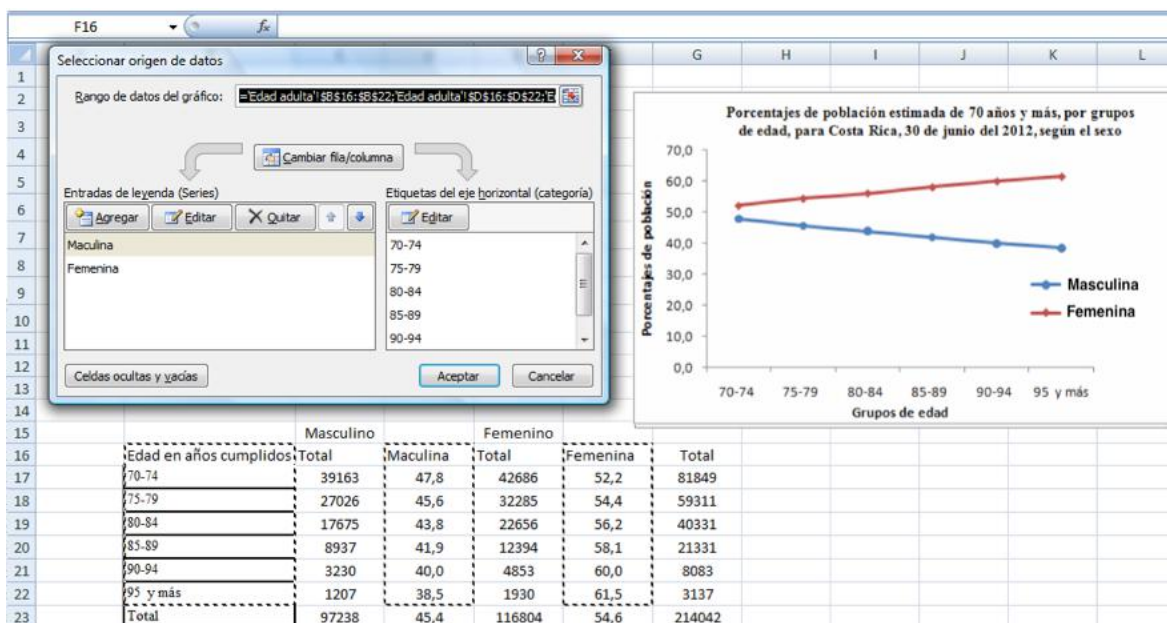 F16 fx
G H I J K L
1
2
3
4
5
6
7
8
9
10
11
12
13
14
Seleccionar origen de datos
Rango de datos del gráfico: ='Edad adulta'!$B$16:$B$22;'Edad adulta'!$D$16:$D$22;'E
Cambiar fila/columna
Entradas de leyenda (Series)
Agregar Editar Quitar
Maculina
Femenina
Etiquetas del eje horizontal (categoría)
Editar
70-74
75-79
80-84
85-89
90-94
Celdas ocultas y vacías Aceptar Cancelar
Porcentajes de población estimada de 70 años y más, por grupos
de edad, para Costa Rica, 30 de junio del 2012, según el sexo
Porcentajes de población
70,0
60,0
50,0
40,0
30,0
20,0
10,0
0,0
Masculina
Femenina
70-74 75-79 80-84 85-89 90-94 95 y más
Grupos de edad
15 Masculino Femenino
16 Edad en años cumplidos Total Maculina Total Femenina Total
17 70-74 39163 47,8 42686 52,2 81849
18 75-79 27026 45,6 32285 54,4 59311
19 80-84 17675 43,8 22656 56,2 40331
20 85-89 8937 41,9 12394 58,1 21331
21 90-94 3230 40,0 4853 60,0 8083
22 95 y más 1207 38,5 1930 61,5 3137
23 Total 97238 45,4 116804 54,6 214042